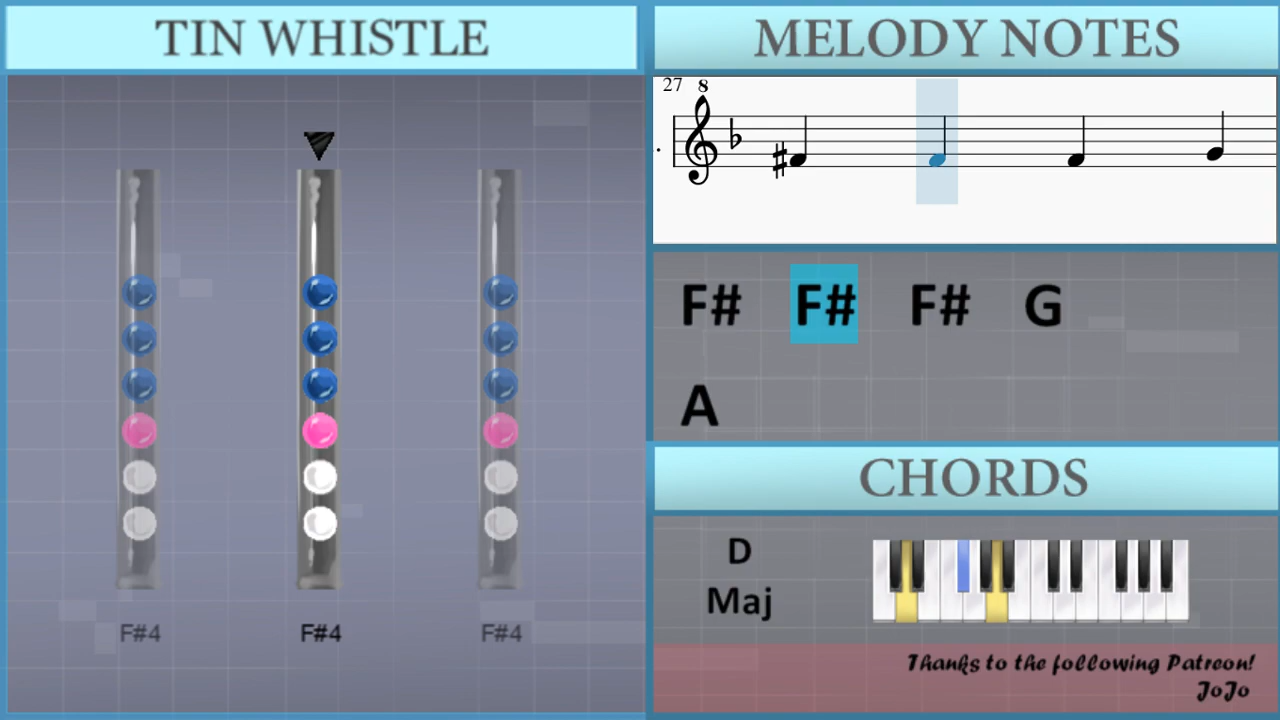 TIN WHISTLE
F#4 F#4 F#4
MELODY NOTES
27 8
F# F# F# G
A
CHORDS
D
Maj
Thanks to the following Patreon!
JoJo